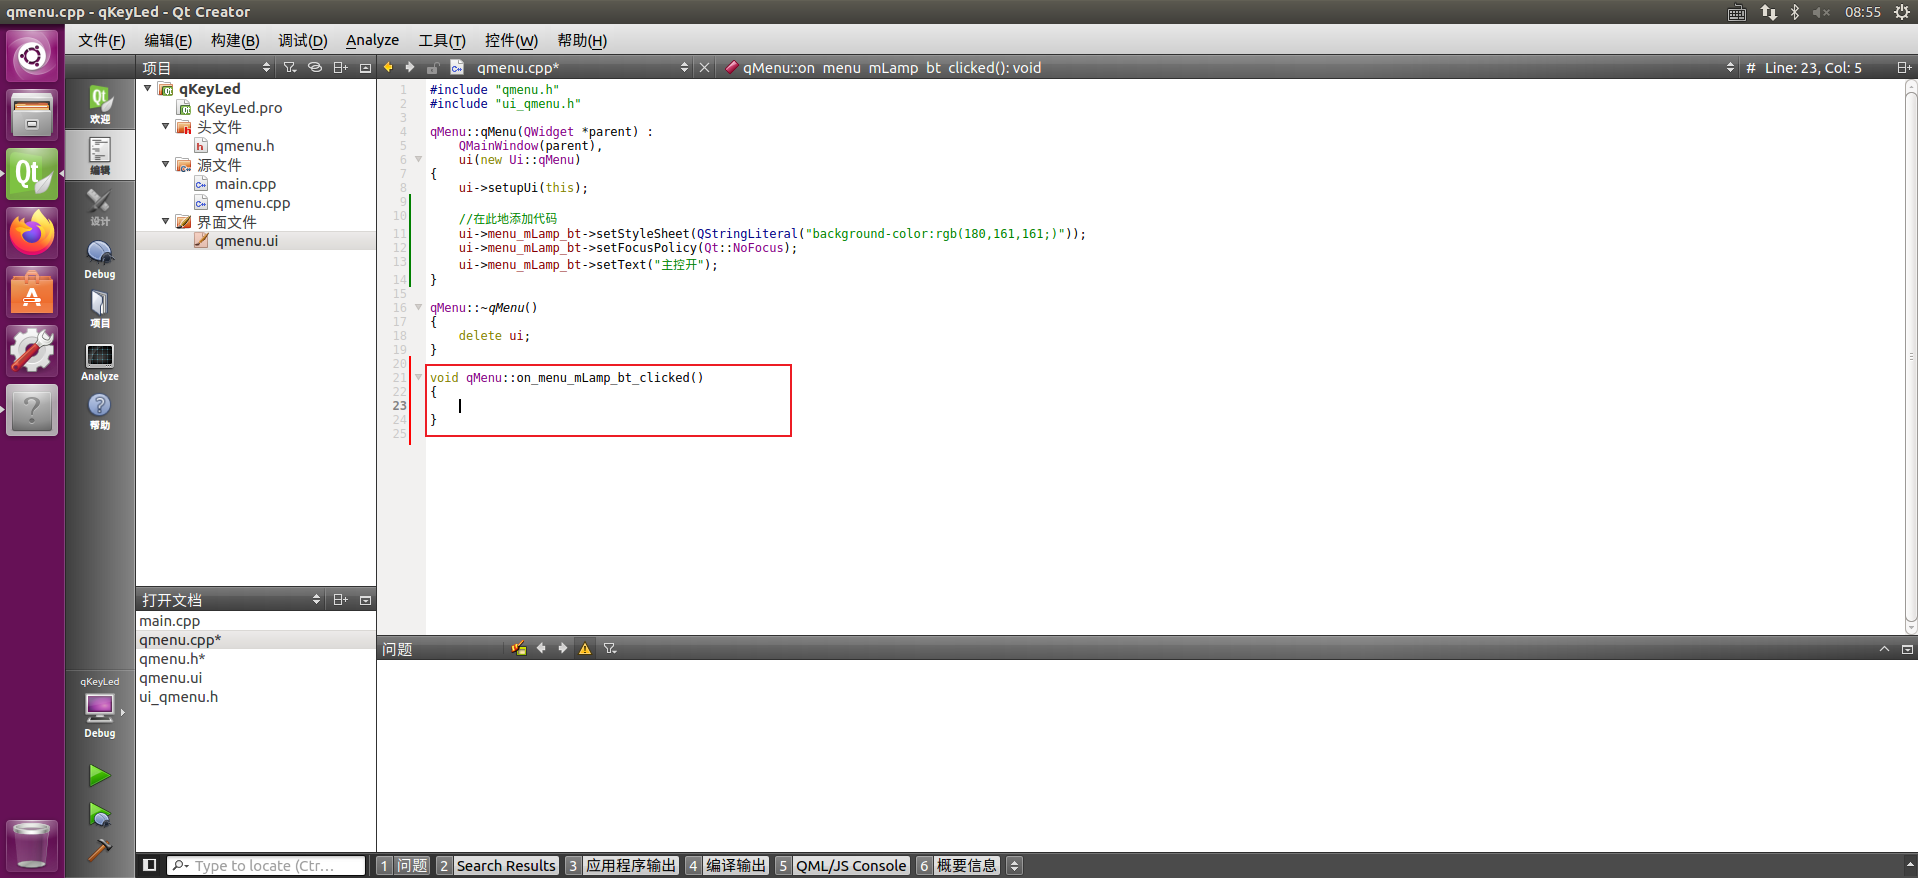 qmenu.cpp - qKeyLed - Qt Creator
08:55
文件(F) 编辑(E) 构建(B) 调试(D) Analyze 工具(T) 控件(W) 帮助(H)
项目
qmenu.cpp*
qMenu::on_menu_mLamp_bt_clicked(): void
# Line: 23, Col: 5
欢迎
编辑
设计
Debug
项目
Analyze
帮助
qKeyLed
Debug
qKeyLed
qKeyLed.pro
头文件
qmenu.h
源文件
main.cpp
qmenu.cpp
界面文件
qmenu.ui
打开文档
main.cpp
qmenu.cpp*
qmenu.h*
qmenu.ui
ui_qmenu.h
1 #include "qmenu.h"
2 #include "ui_qmenu.h"
3
4 qMenu::qMenu(QWidget *parent) :
5 QMainWindow(parent),
6 ui(new Ui::qMenu)
7 {
8 ui->setupUi(this);
9
10 //在此地添加代码
11 ui->menu_mLamp_bt->setStyleSheet(QStringLiteral("background-color:rgb(180,161,161;)"));
12 ui->menu_mLamp_bt->setFocusPolicy(Qt::NoFocus);
13 ui->menu_mLamp_bt->setText("主控开");
14 }
15
16 qMenu::~qMenu()
17 {
18 delete ui;
19 }
20
21 void qMenu::on_menu_mLamp_bt_clicked()
22 {
23
24 }
25
问题
Type to locate (Ctr...
1 问题 2 Search Results 3 应用程序输出 4 编译输出 5 QML/JS Console 6 概要信息